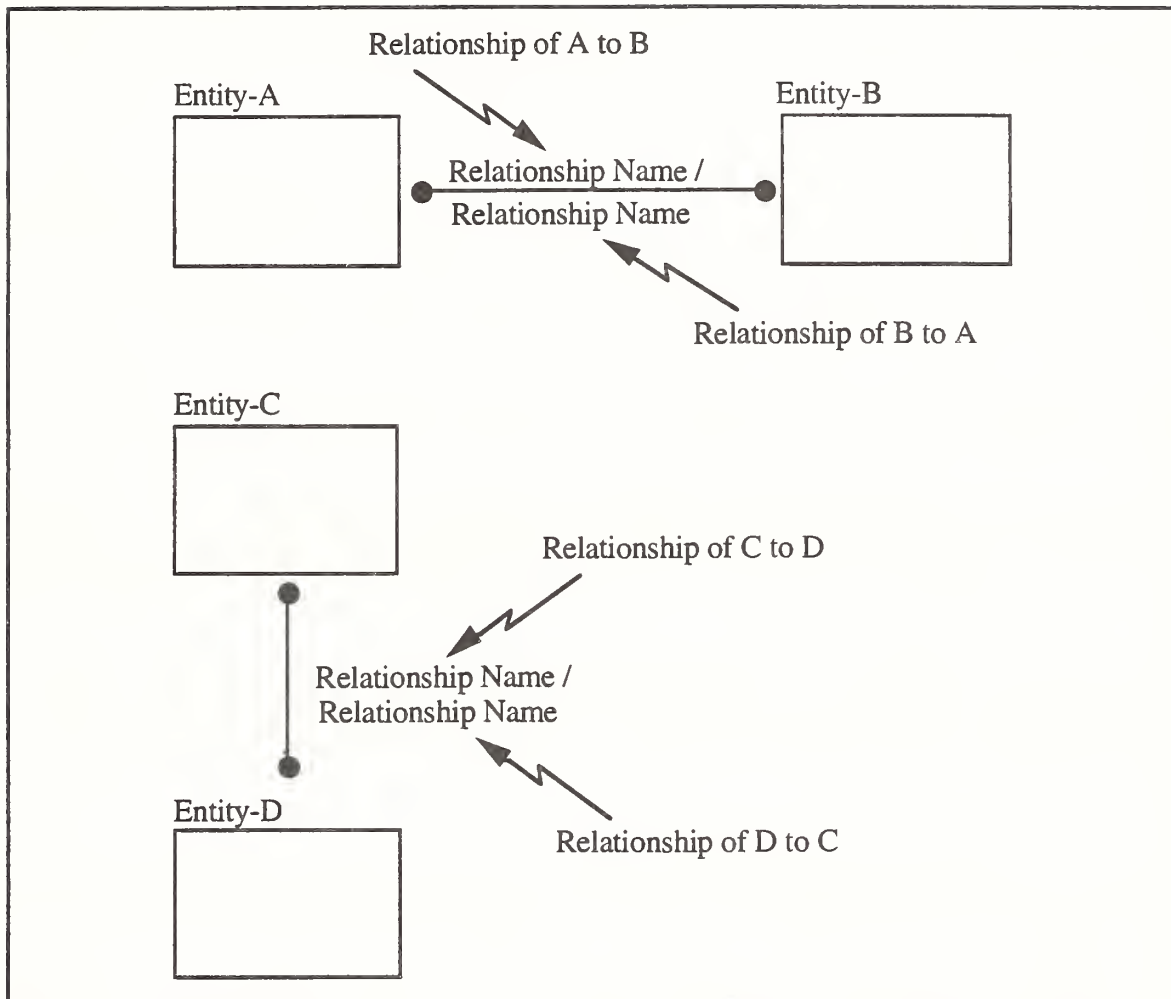 Relationship of A to B
Entity-A
Entity-B
Relationship Name /
Relationship Name
Relationship of B to A
Entity-C
Relationship of C to D
Relationship Name /
Relationship Name
Entity-D
Relationship of D to C